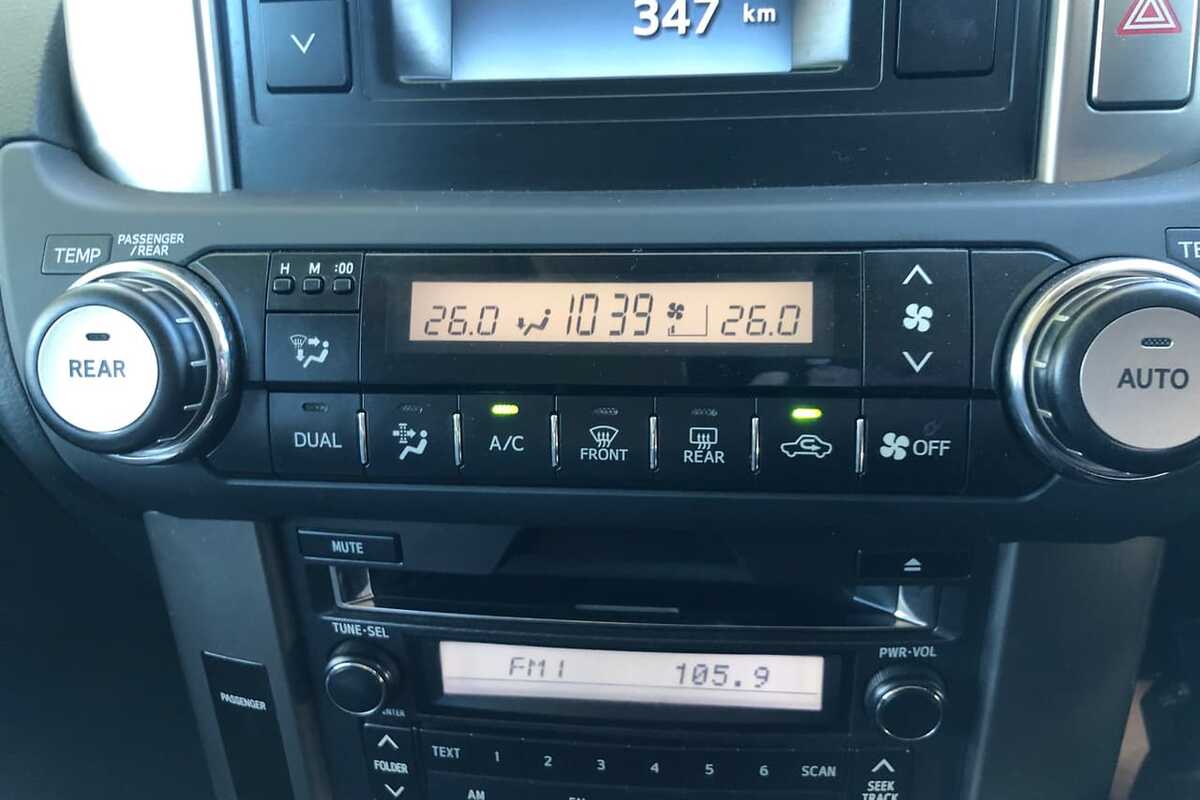 347 km
TEMP
PASSENGER
/REAR
H M :00
26.0 1039 26.0
REAR
AUTO
DUAL
A/C
FRONT
REAR
OFF
MUTE
TUNE·SEL
PWR·VOL
FM1 105.9
PASSENGER
TEXT 1 2 3 4 5 6 SCAN
FOLDER
SEEK
TRACK
AM